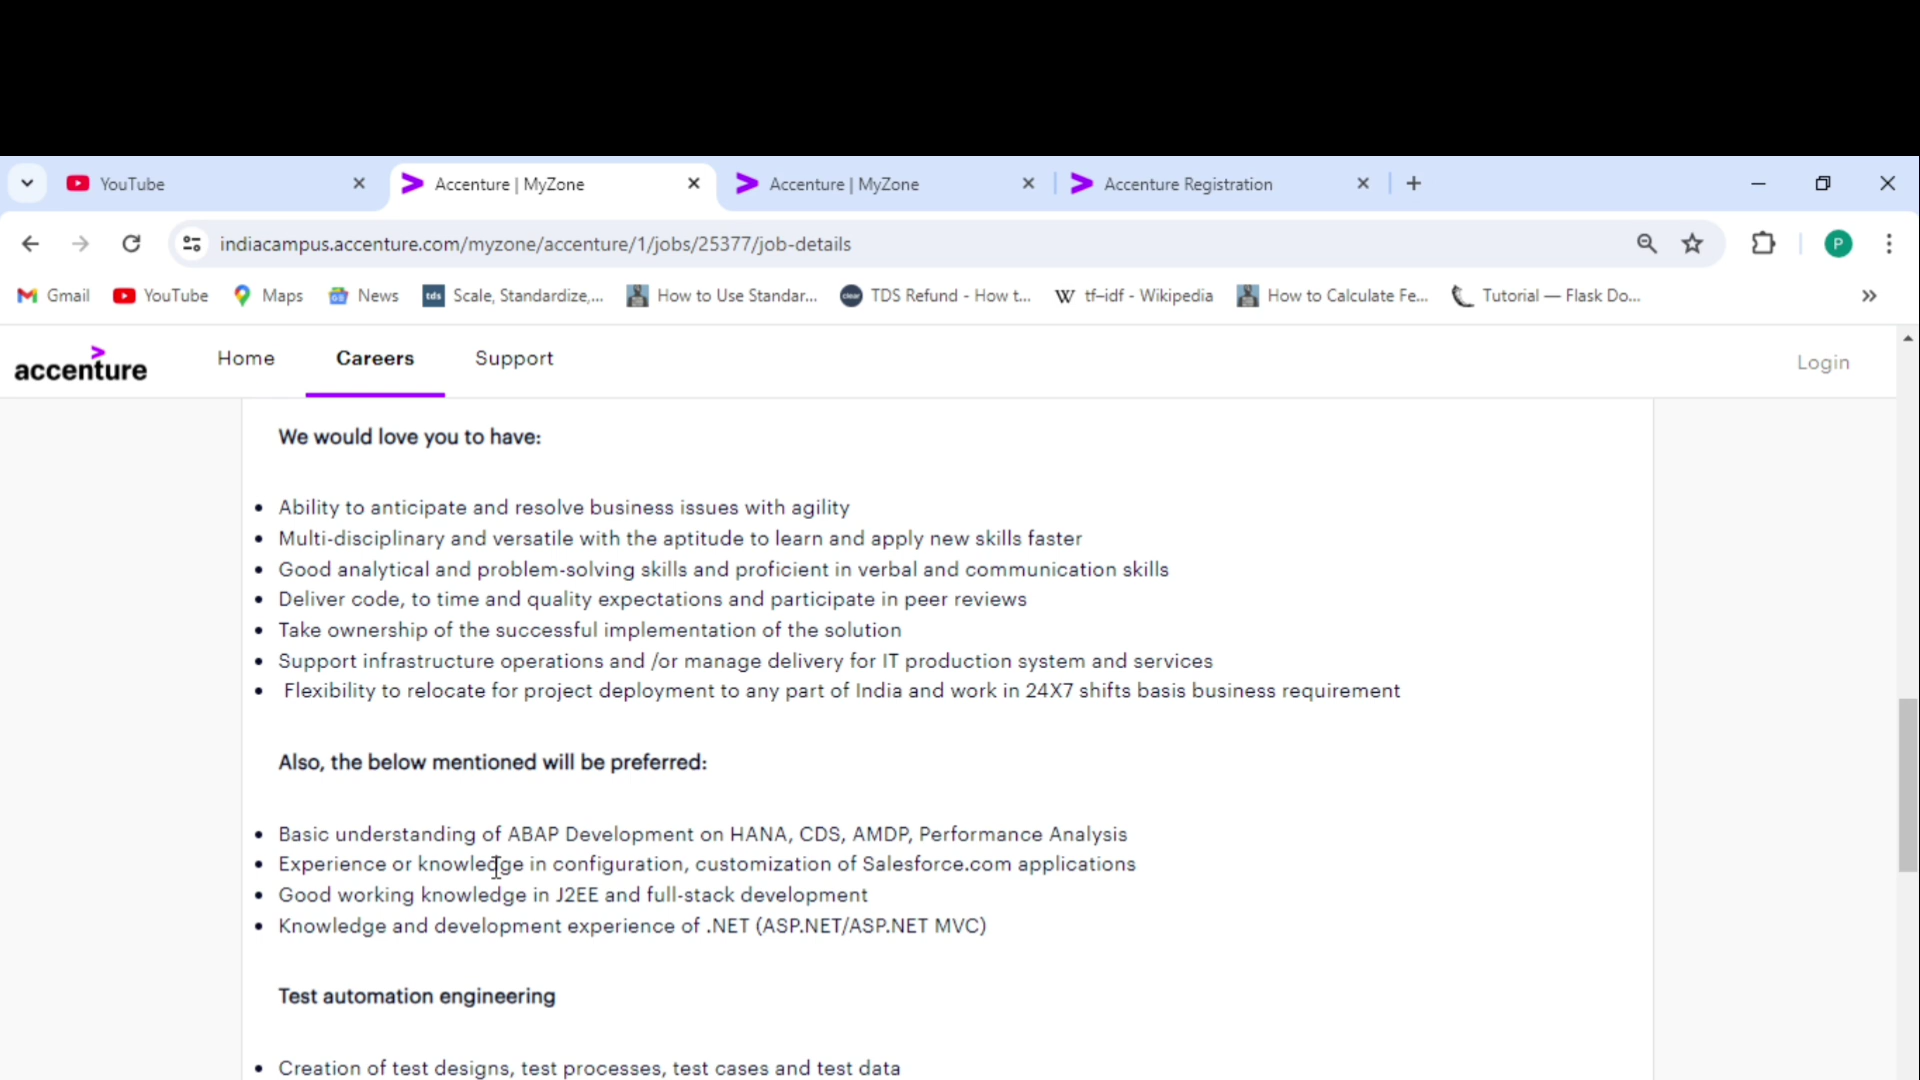 YouTube
Accenture | MyZone
Accenture | MyZone
Accenture Registration
indiacampus.accenture.com/myzone/accenture/1/jobs/25377/job-details
P
Gmail
YouTube
Maps
News
tds Scale, Standardize,...
How to Use Standar...
clear TDS Refund - How t...
W tf-idf - Wikipedia
How to Calculate Fe...
Tutorial — Flask Do...
accenture
Home
Careers
Support
Login
We would love you to have:
• Ability to anticipate and resolve business issues with agility
• Multi-disciplinary and versatile with the aptitude to learn and apply new skills faster
• Good analytical and problem-solving skills and proficient in verbal and communication skills
• Deliver code, to time and quality expectations and participate in peer reviews
• Take ownership of the successful implementation of the solution
• Support infrastructure operations and /or manage delivery for IT production system and services
• Flexibility to relocate for project deployment to any part of India and work in 24X7 shifts basis business requirement
Also, the below mentioned will be preferred:
• Basic understanding of ABAP Development on HANA, CDS, AMDP, Performance Analysis
• Experience or knowledge in configuration, customization of Salesforce.com applications
• Good working knowledge in J2EE and full-stack development
• Knowledge and development experience of .NET (ASP.NET/ASP.NET MVC)
Test automation engineering
• Creation of test designs, test processes, test cases and test data